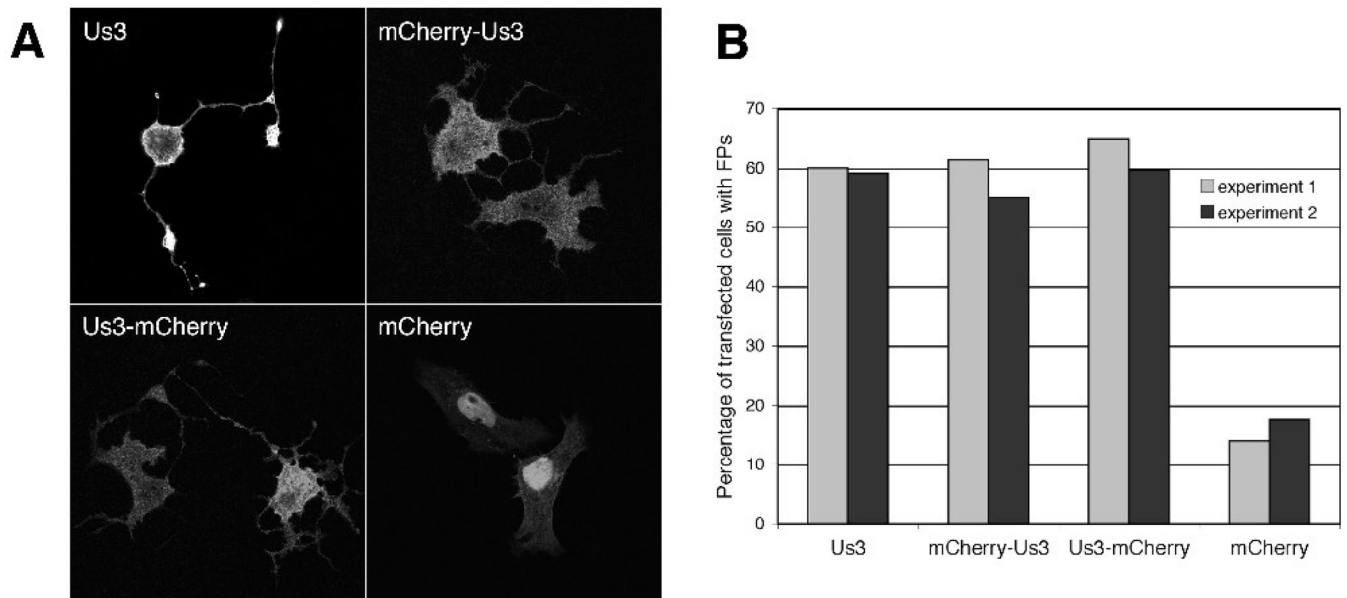 A
Us3
mCherry-Us3
Us3-mCherry
mCherry
B
Percentage of transfected cells with FPs
70
60
50
40
30
20
10
0
experiment 1
experiment 2
Us3
mCherry-Us3
Us3-mCherry
mCherry